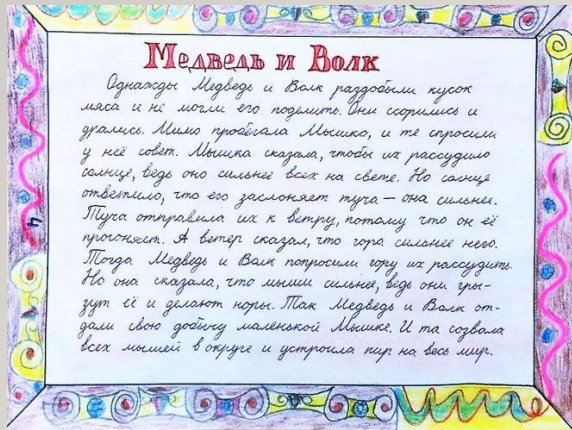 Медведь и Волк
Однажды Медведь и Волк раздобыли кусок
мяса и не могли его поделить. Они ссорились и
дрались. Мимо пробегала Мышка, и те спросили
у неё совет. Мышка сказала, чтобы их рассудило
солнце, ведь оно сильнее всех на свете. Но солнце
ответило, что его заслоняет туча — она сильнее.
Туча отправила их к ветру, потому что он её
прогоняет. А ветер сказал, что гора сильнее него.
Тогда Медведь и Волк попросили гору их рассудить.
Но она сказала, что мыши сильнее, ведь они гры-
зут её и делают норы. Так Медведь и Волк от-
дали свою добычу маленькой Мышке. И та созвала
всех мышей в округе и устроила пир на весь мир.
4